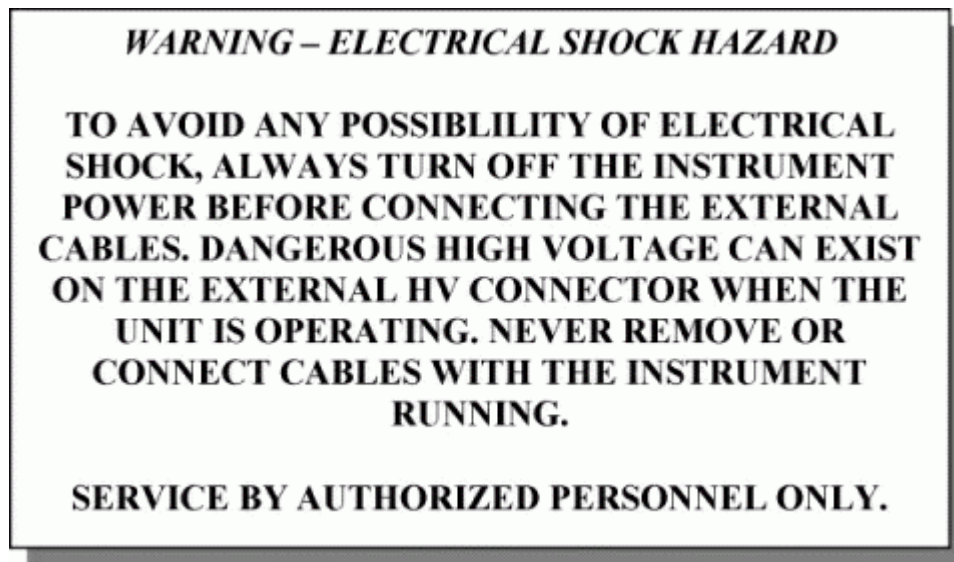 WARNING – ELECTRICAL SHOCK HAZARD
TO AVOID ANY POSSIBLILITY OF ELECTRICAL
SHOCK, ALWAYS TURN OFF THE INSTRUMENT
POWER BEFORE CONNECTING THE EXTERNAL
CABLES. DANGEROUS HIGH VOLTAGE CAN EXIST
ON THE EXTERNAL HV CONNECTOR WHEN THE
UNIT IS OPERATING. NEVER REMOVE OR
CONNECT CABLES WITH THE INSTRUMENT
RUNNING.
SERVICE BY AUTHORIZED PERSONNEL ONLY.